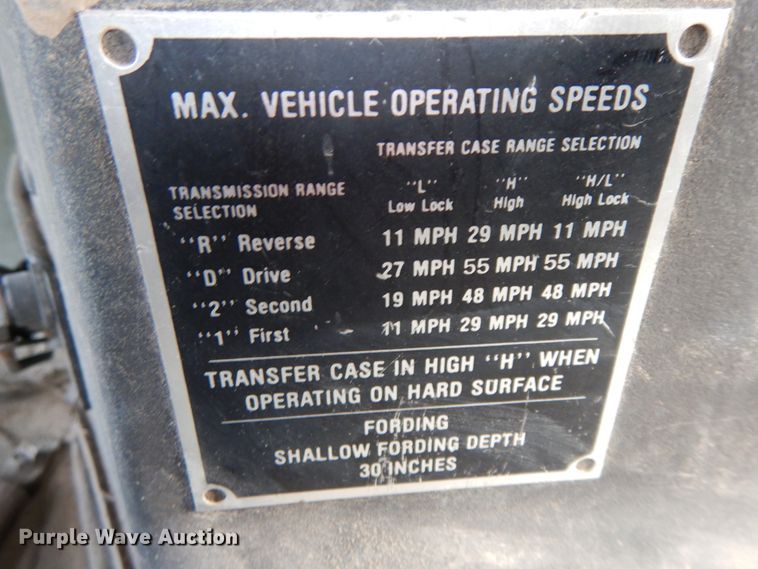 MAX. VEHICLE OPERATING SPEEDS
TRANSFER CASE RANGE SELECTION
TRANSMISSION RANGE SELECTION
"L" Low Lock "H" High "H/L" High Lock
"R" Reverse 11 MPH 29 MPH 11 MPH
"D" Drive 27 MPH 55 MPH 55 MPH
"2" Second 19 MPH 48 MPH 48 MPH
"1" First 11 MPH 29 MPH 29 MPH
TRANSFER CASE IN HIGH "H" WHEN
OPERATING ON HARD SURFACE
FORDING
SHALLOW FORDING DEPTH
30 INCHES
Purple Wave Auction